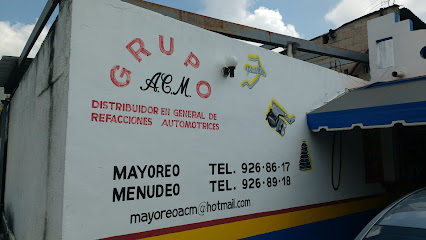 GRUPO
A.C.M.
DISTRIBUIDOR EN GENERAL DE
REFACCIONES AUTOMOTRICES
MAYOREO TEL. 926-86-17
MENUDEO TEL. 926-89-18
mayoreoacm@hotmail.com